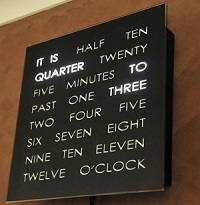 IT IS HALF TEN
QUARTER TWENTY
FIVE MINUTES TO
PAST ONE THREE
TWO FOUR FIVE
SIX SEVEN EIGHT
NINE TEN ELEVEN
TWELVE O'CLOCK